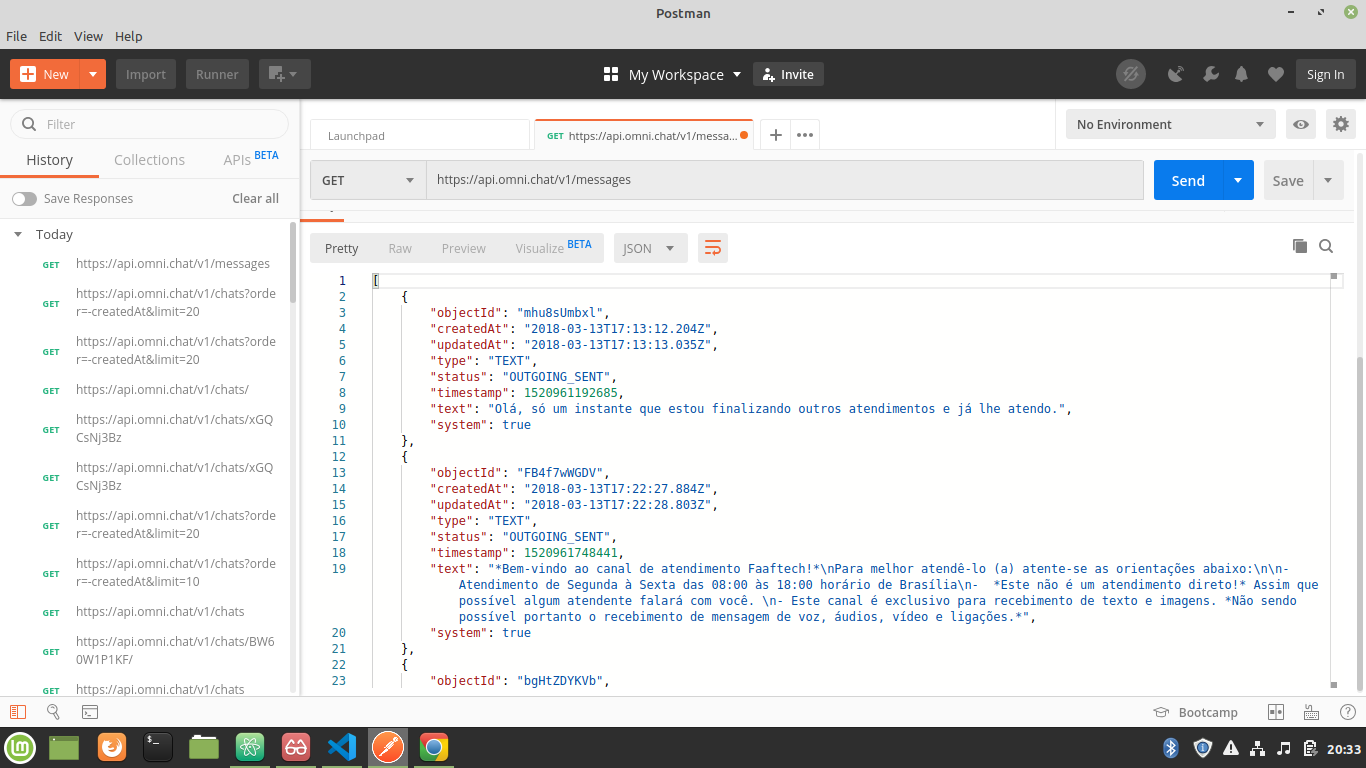 Postman
File Edit View Help
New Import Runner My Workspace Invite Sign In
Filter
History Collections APIs BETA
Save Responses Clear all
Today
GET https://api.omni.chat/v1/messages
GET https://api.omni.chat/v1/chats?orde
r=-createdAt&limit=20
GET https://api.omni.chat/v1/chats?orde
r=-createdAt&limit=20
GET https://api.omni.chat/v1/chats/
GET https://api.omni.chat/v1/chats/xGQ
CsNj3Bz
GET https://api.omni.chat/v1/chats/xGQ
CsNj3Bz
GET https://api.omni.chat/v1/chats?orde
r=-createdAt&limit=20
GET https://api.omni.chat/v1/chats?orde
r=-createdAt&limit=10
GET https://api.omni.chat/v1/chats
GET https://api.omni.chat/v1/chats/BW6
0W1P1KF/
GET https://api.omni.chat/v1/chats
Launchpad GET https://api.omni.chat/v1/messa... No Environment
GET https://api.omni.chat/v1/messages Send Save
Pretty Raw Preview Visualize BETA JSON
1 [
2 {
3 "objectId": "mhu8sUmbxl",
4 "createdAt": "2018-03-13T17:13:12.204Z",
5 "updatedAt": "2018-03-13T17:13:13.035Z",
6 "type": "TEXT",
7 "status": "OUTGOING_SENT",
8 "timestamp": 1520961192685,
9 "text": "Olá, só um instante que estou finalizando outros atendimentos e já lhe atendo.",
10 "system": true
11 },
12 {
13 "objectId": "FB4f7wWGDV",
14 "createdAt": "2018-03-13T17:22:27.884Z",
15 "updatedAt": "2018-03-13T17:22:28.803Z",
16 "type": "TEXT",
17 "status": "OUTGOING_SENT",
18 "timestamp": 1520961748441,
19 "text": "*Bem-vindo ao canal de atendimento Faaftech!*\nPara melhor atendê-lo (a) atente-se as orientações abaixo:\n\n-
Atendimento de Segunda à Sexta das 08:00 às 18:00 horário de Brasília\n-  *Este não é um atendimento direto!* Assim que
possível algum atendente falará com você. \n- Este canal é exclusivo para recebimento de texto e imagens. *Não sendo
possível portanto o recebimento de mensagem de voz, áudios, vídeo e ligações.*",
20 "system": true
21 },
22 {
23 "objectId": "bgHtZDYKVb",
Bootcamp
20:33